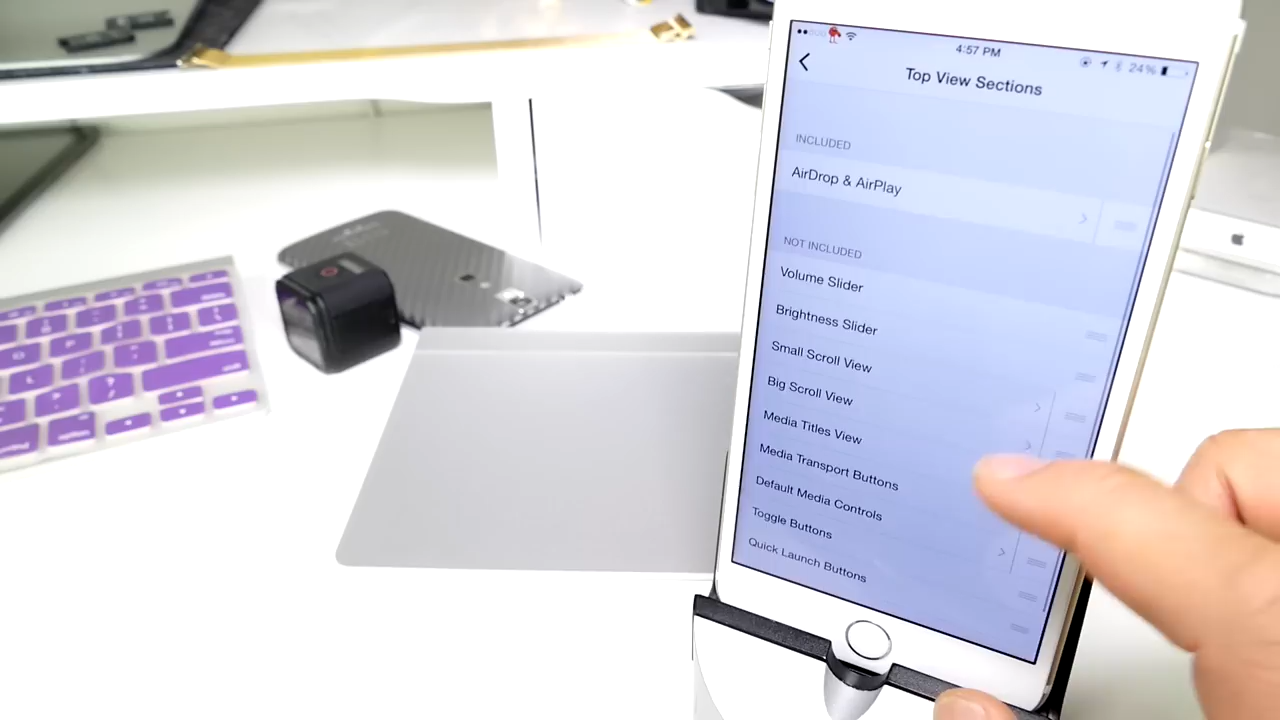 4:57 PM
24%
Top View Sections
INCLUDED
AirDrop & AirPlay
NOT INCLUDED
Volume Slider
Brightness Slider
Small Scroll View
Big Scroll View
Media Titles View
Media Transport Buttons
Default Media Controls
Toggle Buttons
Quick Launch Buttons